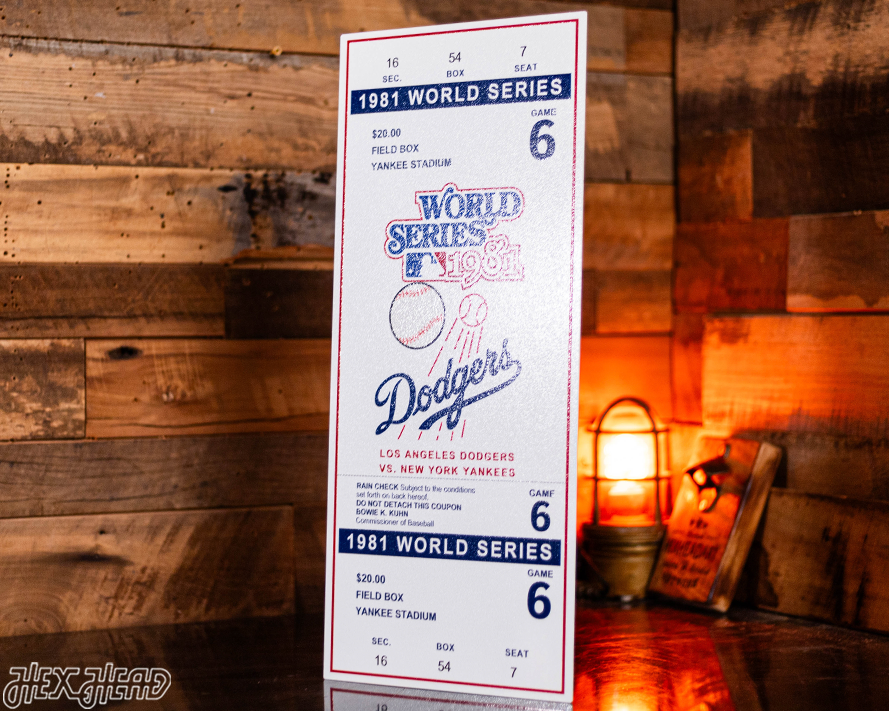 16 54 7
SEC. BOX SEAT
1981 WORLD SERIES
GAME
6
$20.00
FIELD BOX
YANKEE STADIUM
WORLD
SERIES
1981
Dodgers
LOS ANGELES DODGERS
VS. NEW YORK YANKEES
RAIN CHECK Subject to the conditions
set forth on back hereof.
DO NOT DETACH THIS COUPON
BOWIE K. KUHN
Commissioner of Baseball
GAME
6
1981 WORLD SERIES
GAME
6
$20.00
FIELD BOX
YANKEE STADIUM
SEC. BOX SEAT
16 54 7
HEX HEAD